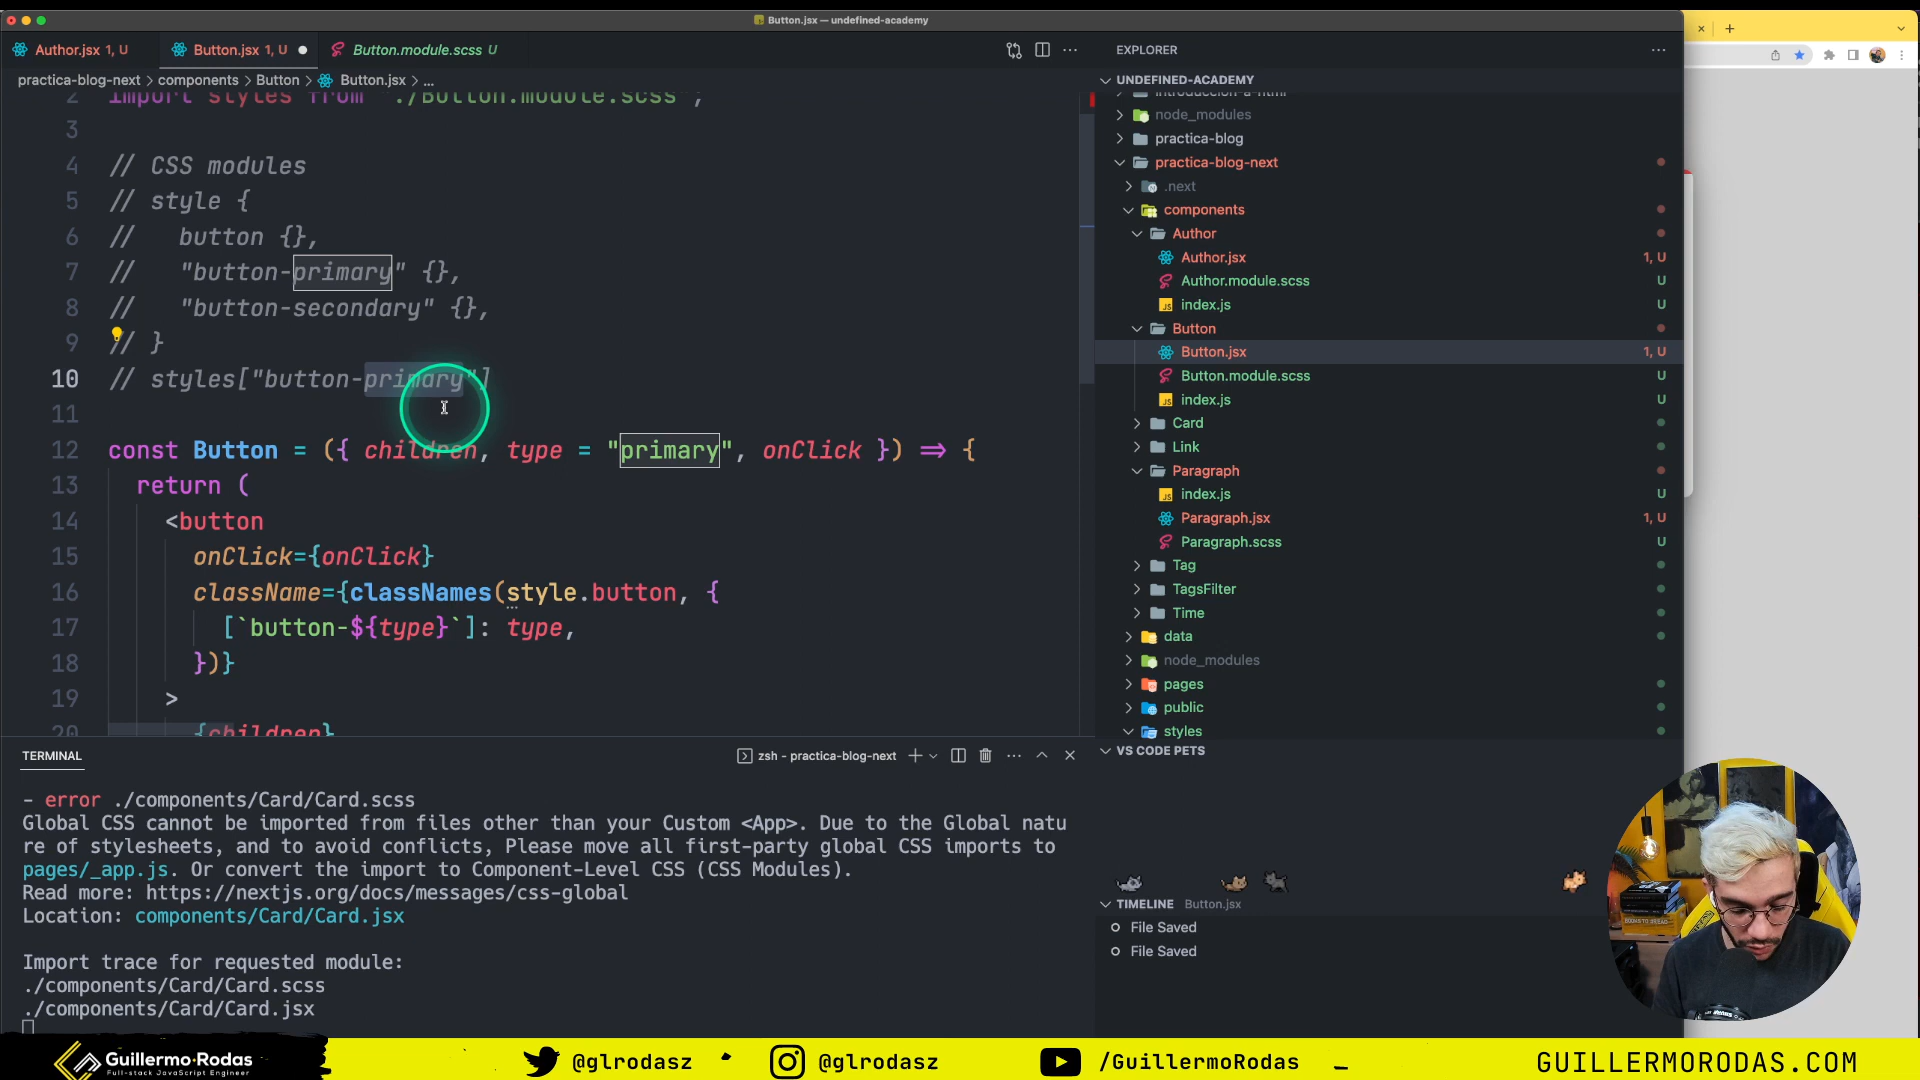 Button.jsx — undefined-academy
Author.jsx 1, U
Button.jsx 1, U
Button.module.scss U
practica-blog-next > components > Button > Button.jsx > ...
2 import styles from "./Button.module.scss";
3
4 // CSS modules
5 // style {
6 //   button {},
7 //   "button-primary" {},
8 //   "button-secondary" {},
9 // }
10 // styles["button-primary"]
11
12 const Button = ({ children, type = "primary", onClick }) => {
13 return (
14 <button
15 onClick={onClick}
16 className={classNames(style.button, {
17 [`button-${type}`]: type,
18 })}
19 >
20 {children}
EXPLORER
UNDEFINED-ACADEMY
introduccion-a-html
node_modules
practica-blog
practica-blog-next
.next
components
Author
Author.jsx 1, U
Author.module.scss U
index.js U
Button
Button.jsx 1, U
Button.module.scss U
index.js U
Card
Link
Paragraph
index.js U
Paragraph.jsx 1, U
Paragraph.scss U
Tag
TagsFilter
Time
data
node_modules
pages
public
styles
VS CODE PETS
TIMELINE Button.jsx
File Saved
File Saved
TERMINAL
zsh - practica-blog-next
- error ./components/Card/Card.scss
Global CSS cannot be imported from files other than your Custom <App>. Due to the Global natu
re of stylesheets, and to avoid conflicts, Please move all first-party global CSS imports to
pages/_app.js. Or convert the import to Component-Level CSS (CSS Modules).
Read more: https://nextjs.org/docs/messages/css-global
Location: components/Card/Card.jsx
Import trace for requested module:
./components/Card/Card.scss
./components/Card/Card.jsx
Guillermo·Rodas
Full-stack JavaScript Engineer
@glrodasz
@glrodasz
/GuillermoRodas
GUILLERMORODAS.COM